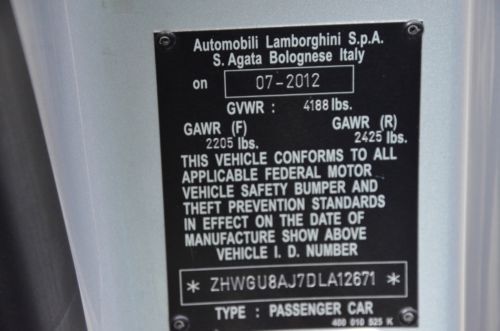 Automobili Lamborghini S.p.A.
S. Agata Bolognese Italy
on 07-2012
GVWR : 4188 lbs.
GAWR (F) GAWR (R)
2205 lbs. 2425 lbs.
THIS VEHICLE CONFORMS TO ALL
APPLICABLE FEDERAL MOTOR
VEHICLE SAFETY BUMPER AND
THEFT PREVENTION STANDARDS
IN EFFECT ON THE DATE OF
MANUFACTURE SHOW ABOVE
VEHICLE I. D. NUMBER
* ZHWGU8AJ7DLA12671 *
TYPE : PASSENGER CAR
400 010 525 K